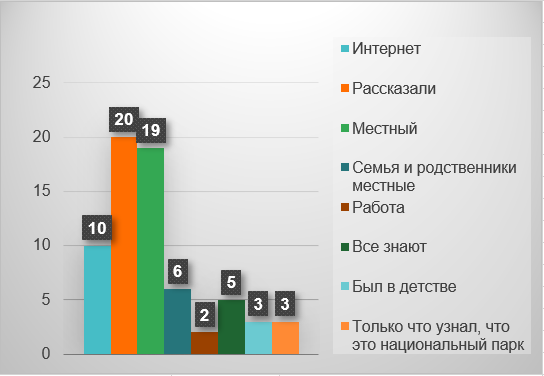 25
20
15
10
5
0
10
20
19
6
2
5
3
3
Интернет
Рассказали
Местный
Семья и родственники
местные
Работа
Все знают
Был в детстве
Только что узнал, что
это национальный парк